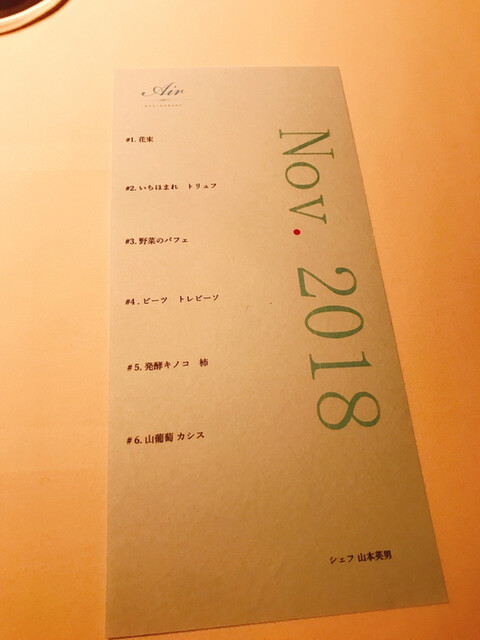 Air
#1. 花束
#2. いちほまれ　トリュフ
#3. 野菜のパフェ
#4. ビーツ　トレビーソ
#5. 発酵キノコ　柿
#6. 山葡萄 カシス
Nov. 2018
シェフ 山本英男